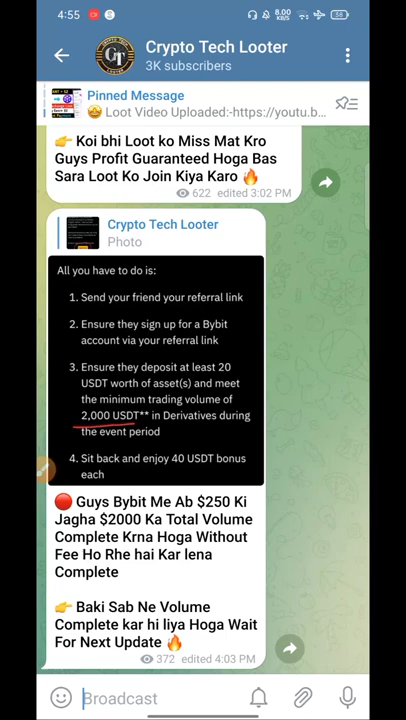 4:55
8.00
KB/S
58
Crypto Tech Looter
3K subscribers
Pinned Message
Loot Video Uploaded:-https://youtu.b...
Koi bhi Loot ko Miss Mat Kro
Guys Profit Guaranteed Hoga Bas
Sara Loot Ko Join Kiya Karo
622 edited 3:02 PM
Crypto Tech Looter
Photo
All you have to do is:
1. Send your friend your referral link
2. Ensure they sign up for a Bybit
account via your referral link
3. Ensure they deposit at least 20
USDT worth of asset(s) and meet
the minimum trading volume of
2,000 USDT** in Derivatives during
the event period
4. Sit back and enjoy 40 USDT bonus
each
Guys Bybit Me Ab $250 Ki
Jagha $2000 Ka Total Volume
Complete Krna Hoga Without
Fee Ho Rhe hai Kar lena
Complete
Baki Sab Ne Volume
Complete kar hi liya Hoga Wait
For Next Update
372 edited 4:03 PM
Broadcast